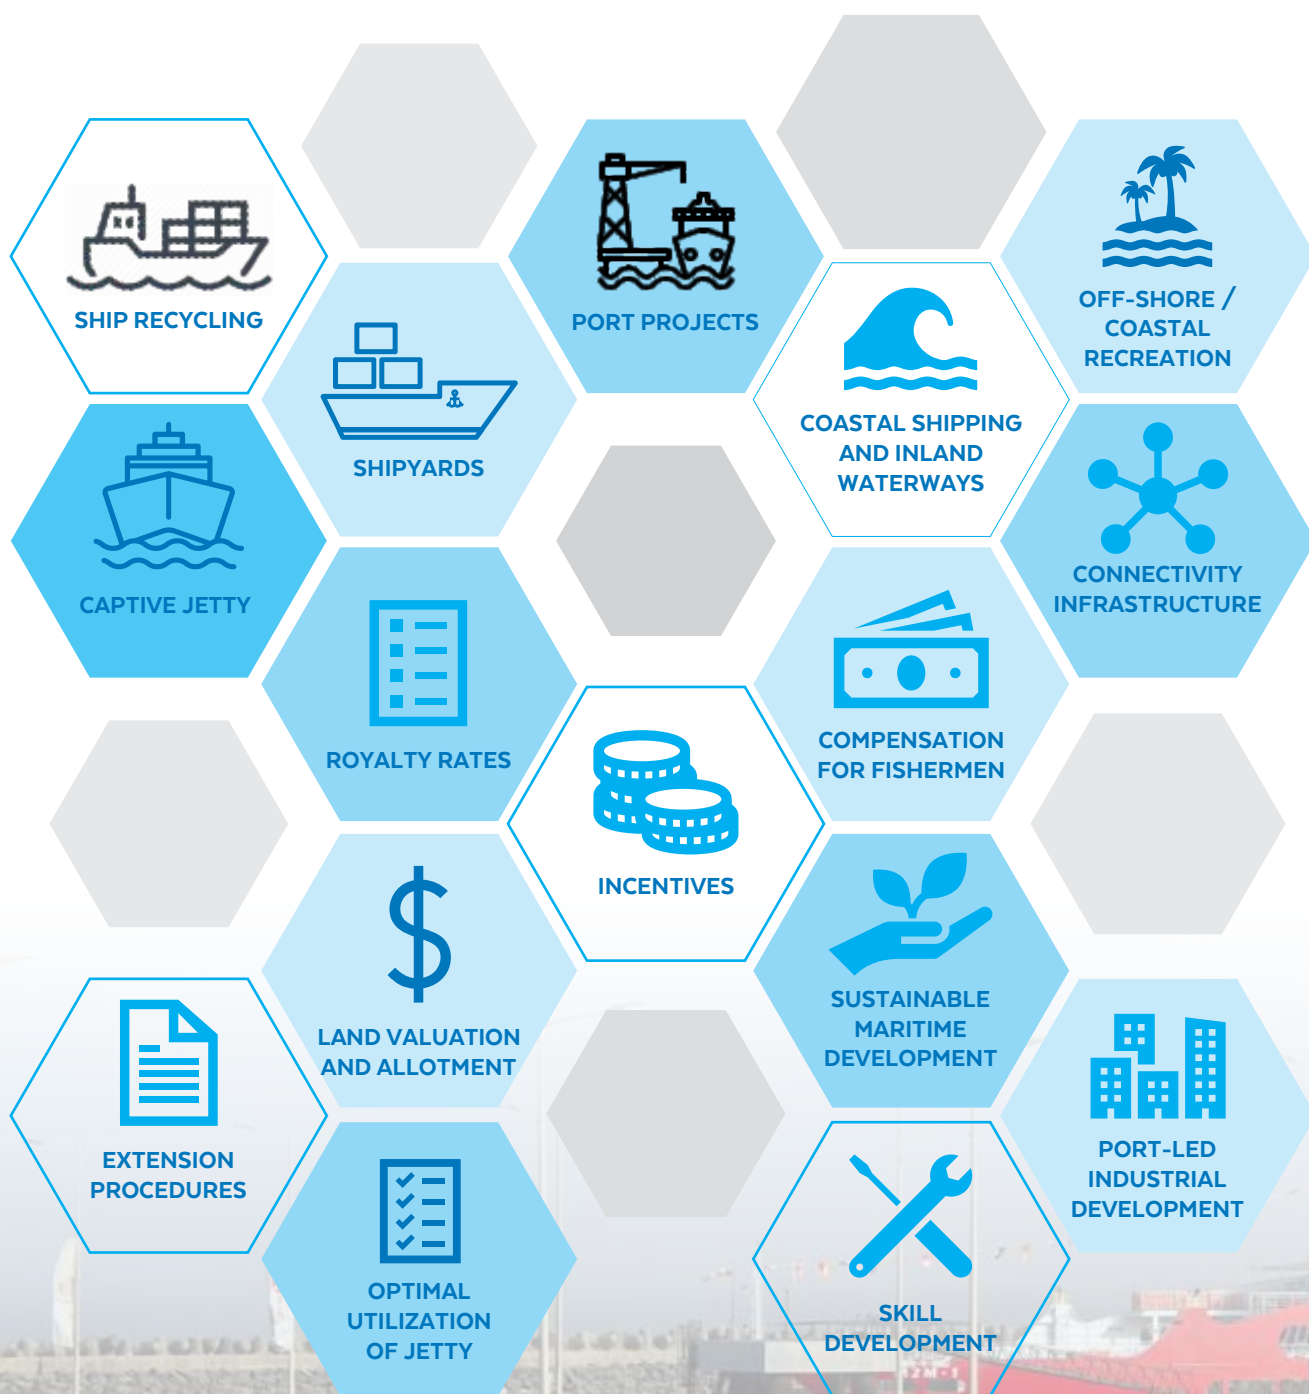 SHIP RECYCLING
PORT PROJECTS
OFF-SHORE /
COASTAL
RECREATION
SHIPYARDS
COASTAL SHIPPING
AND INLAND
WATERWAYS
CAPTIVE JETTY
CONNECTIVITY
INFRASTRUCTURE
ROYALTY RATES
COMPENSATION
FOR FISHERMEN
INCENTIVES
LAND VALUATION
AND ALLOTMENT
SUSTAINABLE
MARITIME
DEVELOPMENT
EXTENSION
PROCEDURES
PORT-LED
INDUSTRIAL
DEVELOPMENT
OPTIMAL
UTILIZATION
OF JETTY
SKILL
DEVELOPMENT